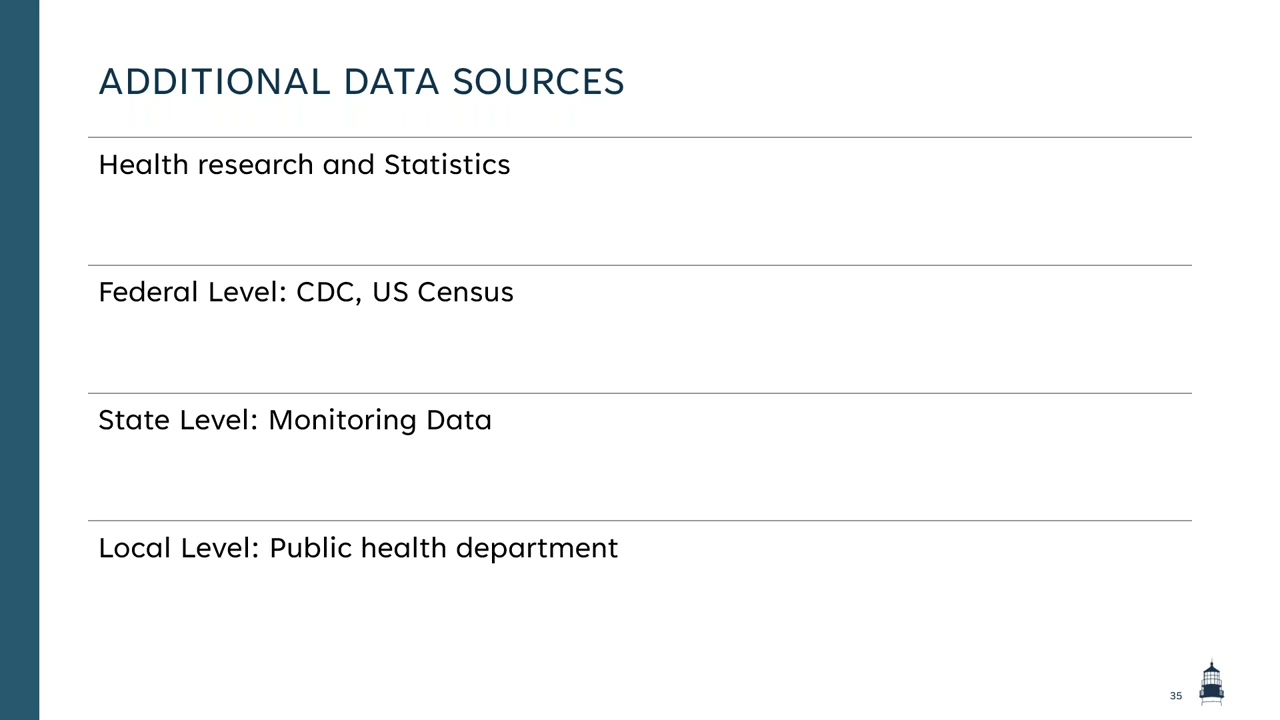 ADDITIONAL DATA SOURCES
Health research and Statistics
Federal Level: CDC, US Census
State Level: Monitoring Data
Local Level: Public health department
35